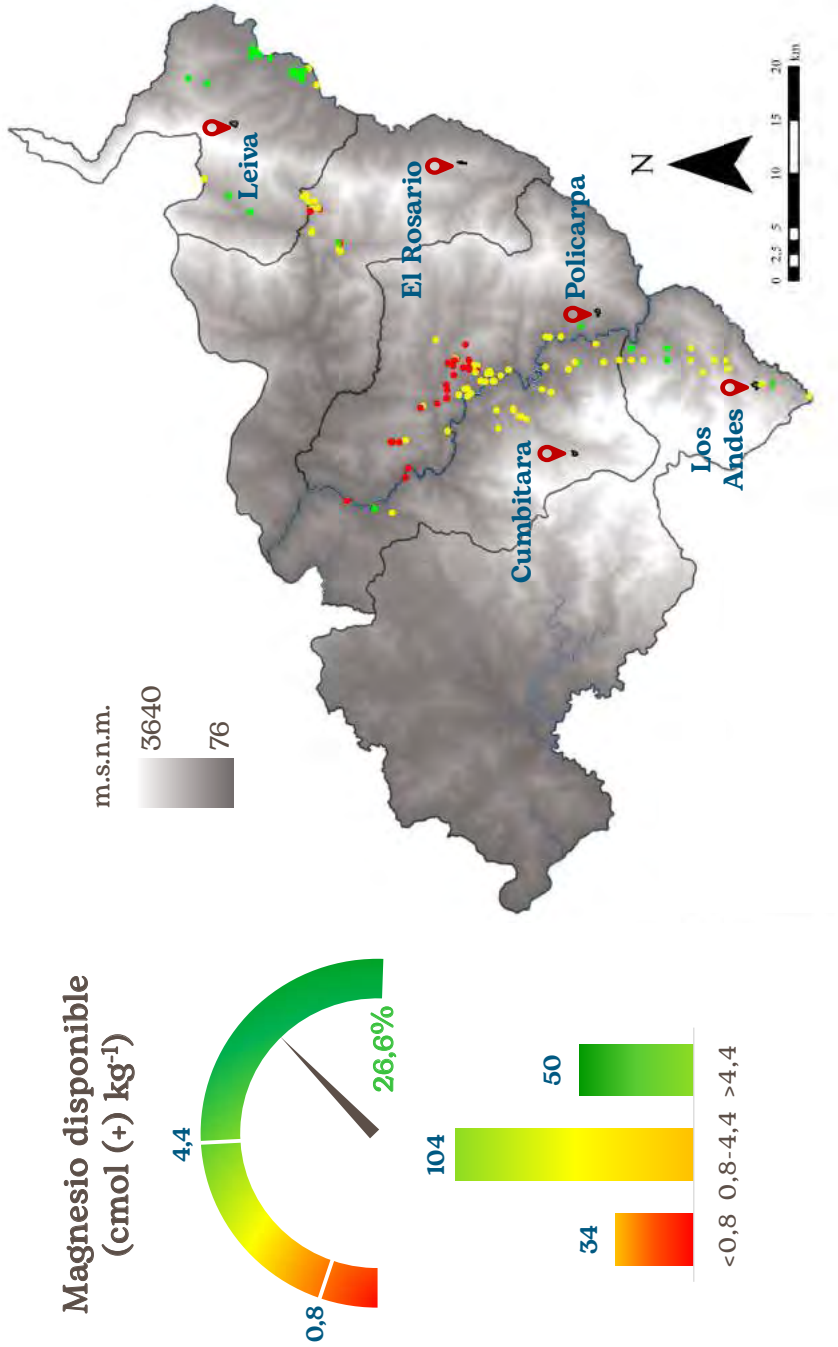 Magnesio disponible
(cmol (+) kg⁻¹)
0,8
4,4
26,6%
34
104
50
<0,8 0,8-4,4 >4,4
m.s.n.m.
3640
76
Leiva
El Rosario
Policarpa
Cumbitara
Los
Andes
N
0 2.5 5 10 15 20
km